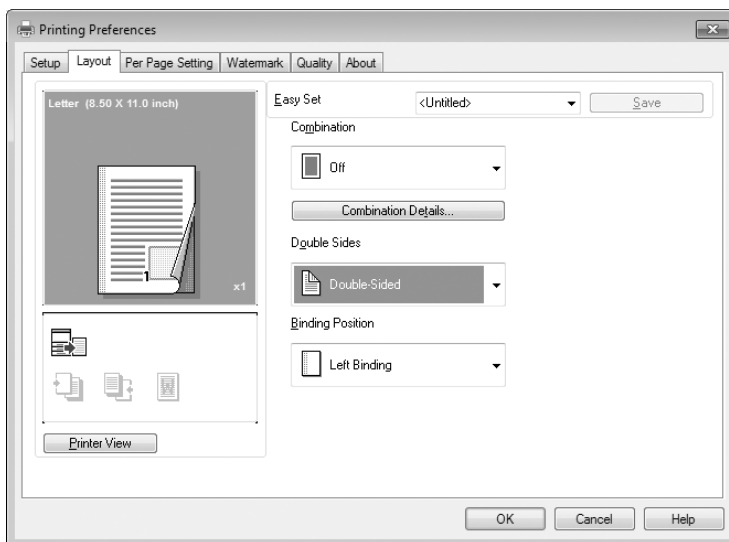 Printing Preferences
Setup Layout Per Page Setting Watermark Quality About
Letter (8.50 X 11.0 inch)
1
x1
Printer View
Easy Set <Untitled> Save
Combination
Off
Combination Details...
Double Sides
Double-Sided
Binding Position
Left Binding
OK Cancel Help